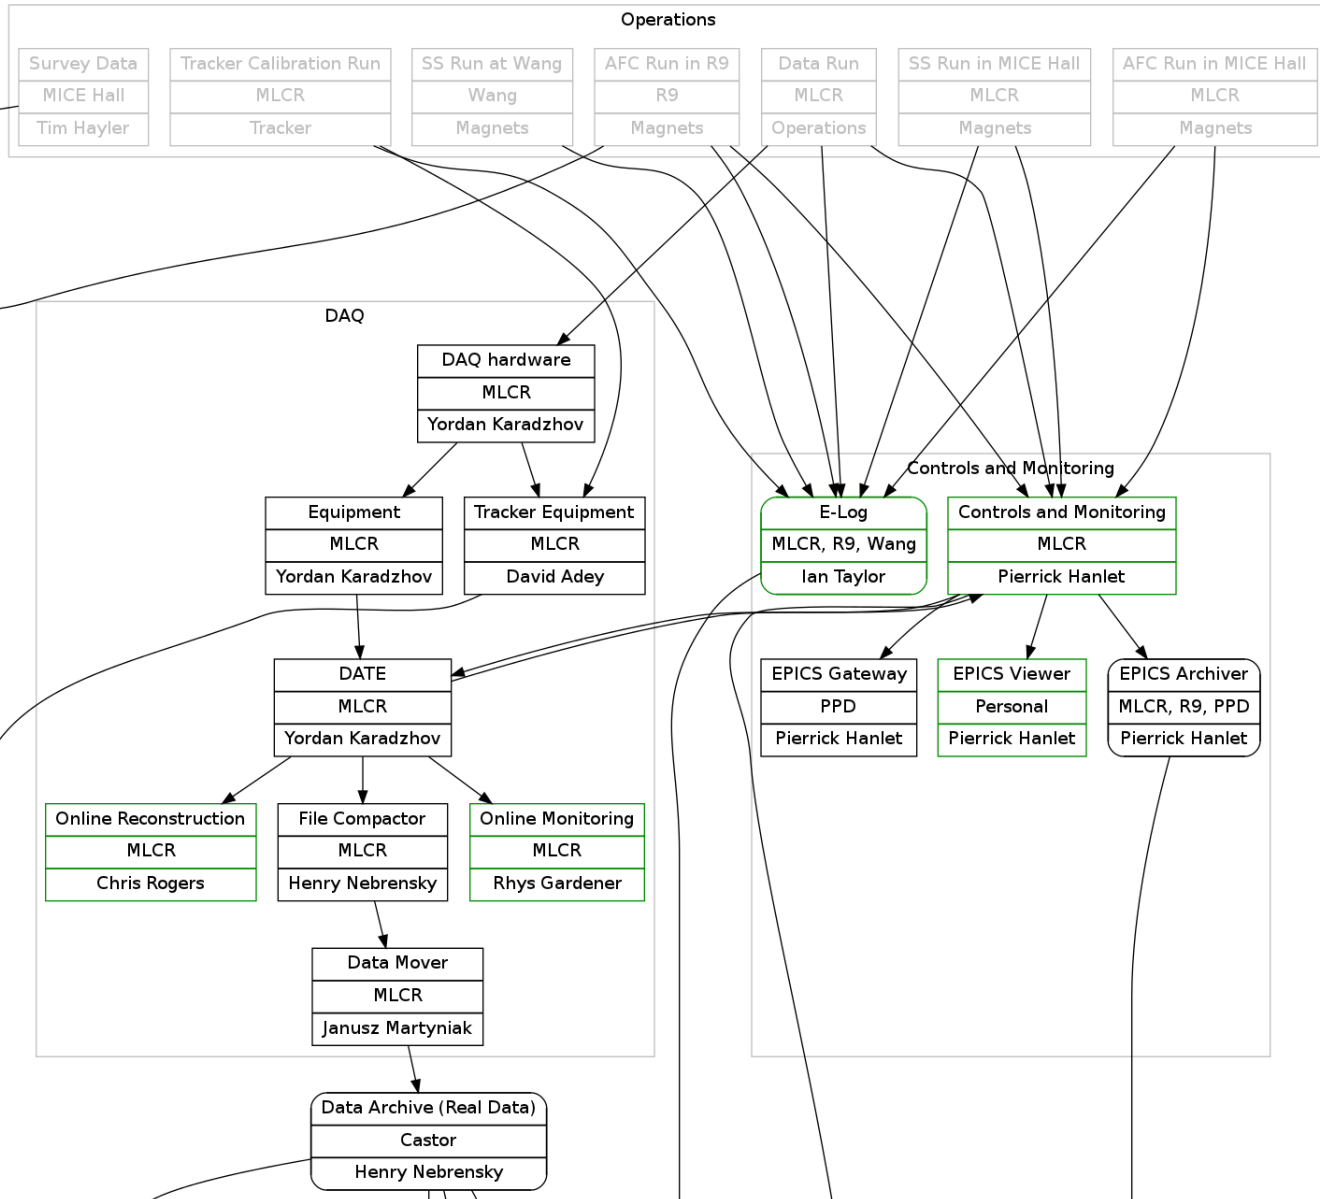 Operations
Survey Data
MICE Hall
Tim Hayler
Tracker Calibration Run
MLCR
Tracker
SS Run at Wang
Wang
Magnets
AFC Run in R9
R9
Magnets
Data Run
MLCR
Operations
SS Run in MICE Hall
MLCR
Magnets
AFC Run in MICE Hall
MLCR
Magnets
DAQ
DAQ hardware
MLCR
Yordan Karadzhov
Equipment
MLCR
Yordan Karadzhov
Tracker Equipment
MLCR
David Adey
DATE
MLCR
Yordan Karadzhov
Online Reconstruction
MLCR
Chris Rogers
File Compactor
MLCR
Henry Nebrensky
Online Monitoring
MLCR
Rhys Gardener
Data Mover
MLCR
Janusz Martyniak
Controls and Monitoring
E-Log
MLCR, R9, Wang
Ian Taylor
Controls and Monitoring
MLCR
Pierrick Hanlet
EPICS Gateway
PPD
Pierrick Hanlet
EPICS Viewer
Personal
Pierrick Hanlet
EPICS Archiver
MLCR, R9, PPD
Pierrick Hanlet
Data Archive (Real Data)
Castor
Henry Nebrensky